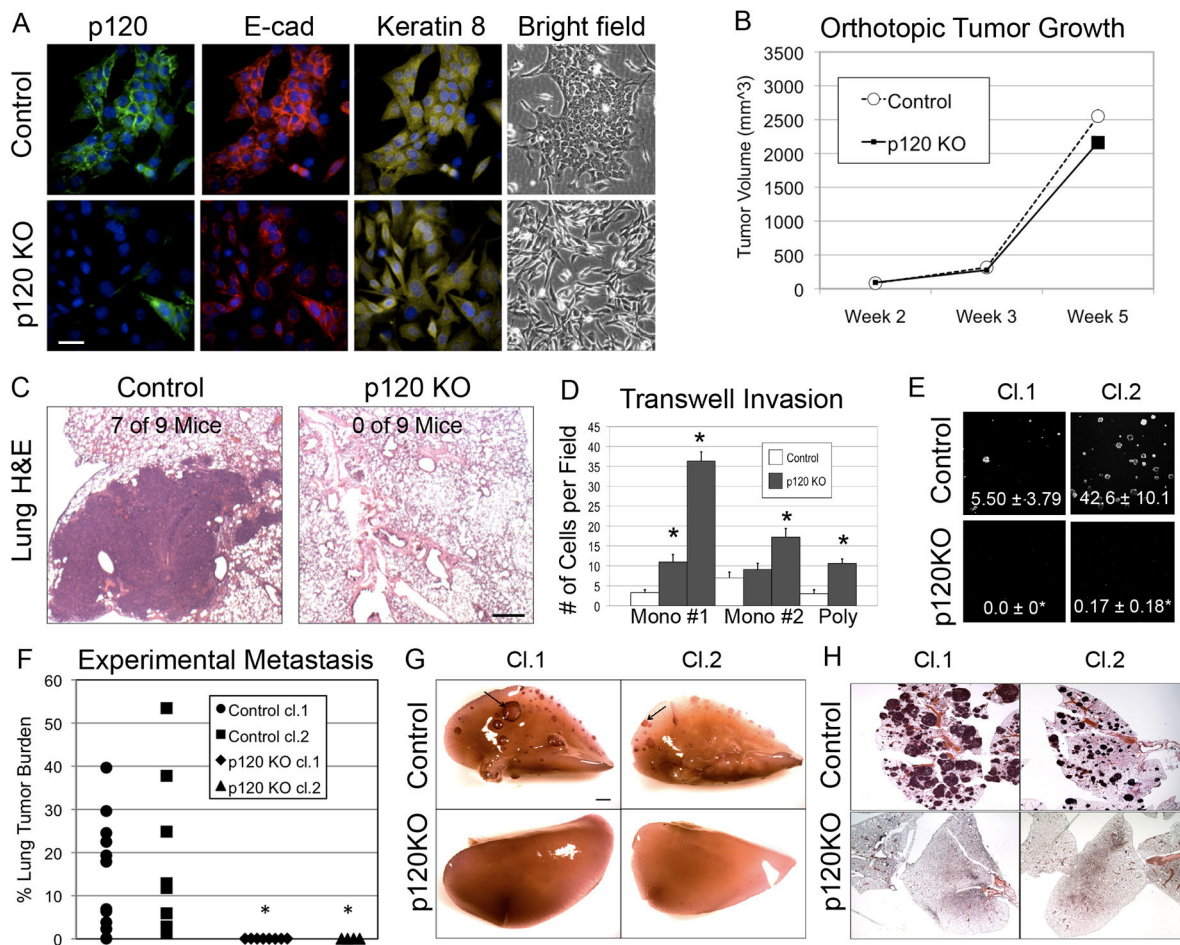 A
p120
E-cad
Keratin 8
Bright field
Control
p120 KO
B
Orthotopic Tumor Growth
Tumor Volume (mm^3)
3500
3000
2500
2000
1500
1000
500
0
Control
p120 KO
Week 2
Week 3
Week 5
C
Control
p120 KO
Lung H&E
7 of 9 Mice
0 of 9 Mice
D
Transwell Invasion
# of Cells per Field
45
40
35
30
25
20
15
10
5
0
Control
p120 KO
*
*
*
*
Mono #1
Mono #2
Poly
E
Cl.1
Cl.2
Control
5.50 ± 3.79
42.6 ± 10.1
p120KO
0.0 ± 0*
0.17 ± 0.18*
F
Experimental Metastasis
% Lung Tumor Burden
60
50
40
30
20
10
0
Control cl.1
Control cl.2
p120 KO cl.1
p120 KO cl.2
*
*
G
Cl.1
Cl.2
Control
p120KO
H
Cl.1
Cl.2
Control
p120KO